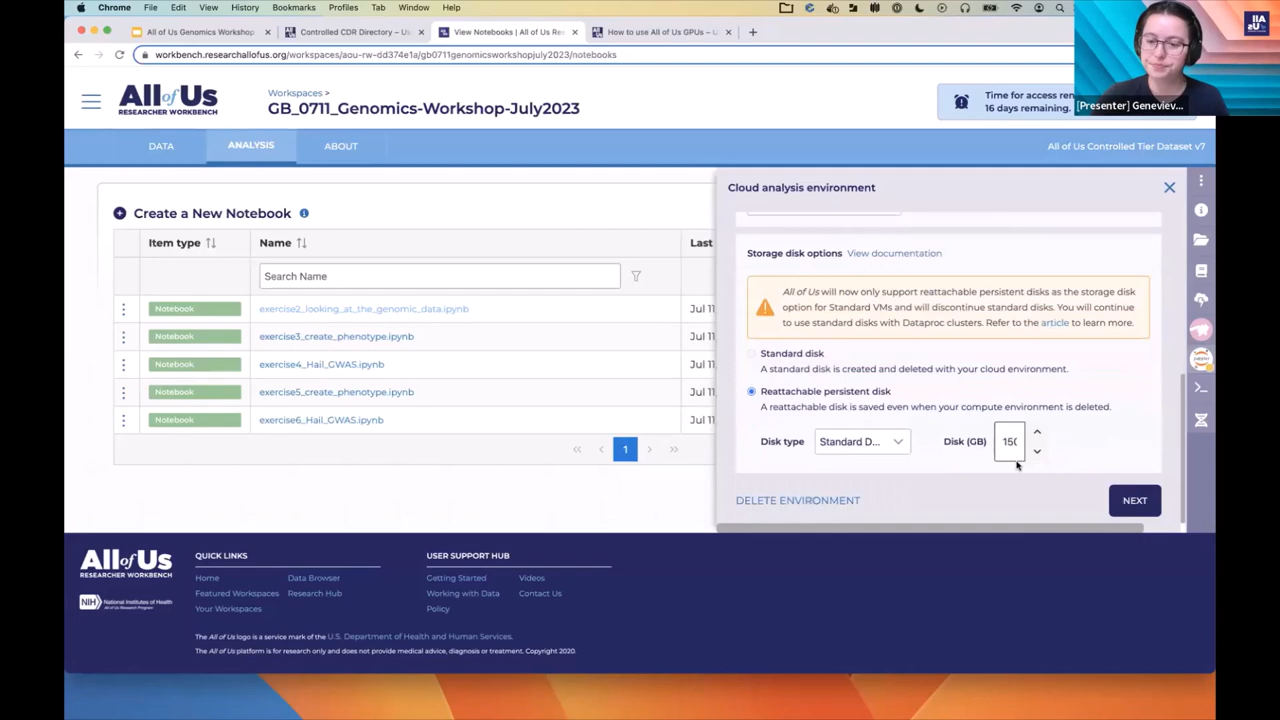 Chrome File Edit View History Bookmarks Profiles Tab Window Help
All of Us Genomics Workshop
Controlled CDR Directory – Us
View Notebooks | All of Us Re
How to use All of Us GPUs – U
workbench.researchallofus.org/workspaces/aou-rw-dd374e1a/gb0711genomicsworkshopjuly2023/notebooks
[Presenter] Geneviev...
All of Us
RESEARCHER WORKBENCH
Workspaces >
GB_0711_Genomics-Workshop-July2023
Time for access ren
16 days remaining.
DATA ANALYSIS ABOUT
All of Us Controlled Tier Dataset v7
Create a New Notebook
Item type Name Last
Search Name
Notebook exercise2_looking_at_the_genomic_data.ipynb Jul 11
Notebook exercise3_create_phenotype.ipynb Jul 11
Notebook exercise4_Hail_GWAS.ipynb Jul 11
Notebook exercise5_create_phenotype.ipynb Jul 11
Notebook exercise6_Hail_GWAS.ipynb Jul 11
1
Cloud analysis environment
Storage disk options View documentation
All of Us will now only support reattachable persistent disks as the storage disk
option for Standard VMs and will discontinue standard disks. You will continue
to use standard disks with Dataproc clusters. Refer to the article to learn more.
Standard disk
A standard disk is created and deleted with your cloud environment.
Reattachable persistent disk
A reattachable disk is saved even when your compute environment is deleted.
Disk type Standard D... Disk (GB) 150
DELETE ENVIRONMENT NEXT
All of Us
RESEARCHER WORKBENCH
NIH National Institutes of Health
All of Us Research Program
QUICK LINKS
Home Data Browser
Featured Workspaces Research Hub
Your Workspaces
USER SUPPORT HUB
Getting Started Videos
Working with Data Contact Us
Policy
The All of Us logo is a service mark of the U.S. Department of Health and Human Services.
The All of Us platform is for research only and does not provide medical advice, diagnosis or treatment. Copyright 2020.